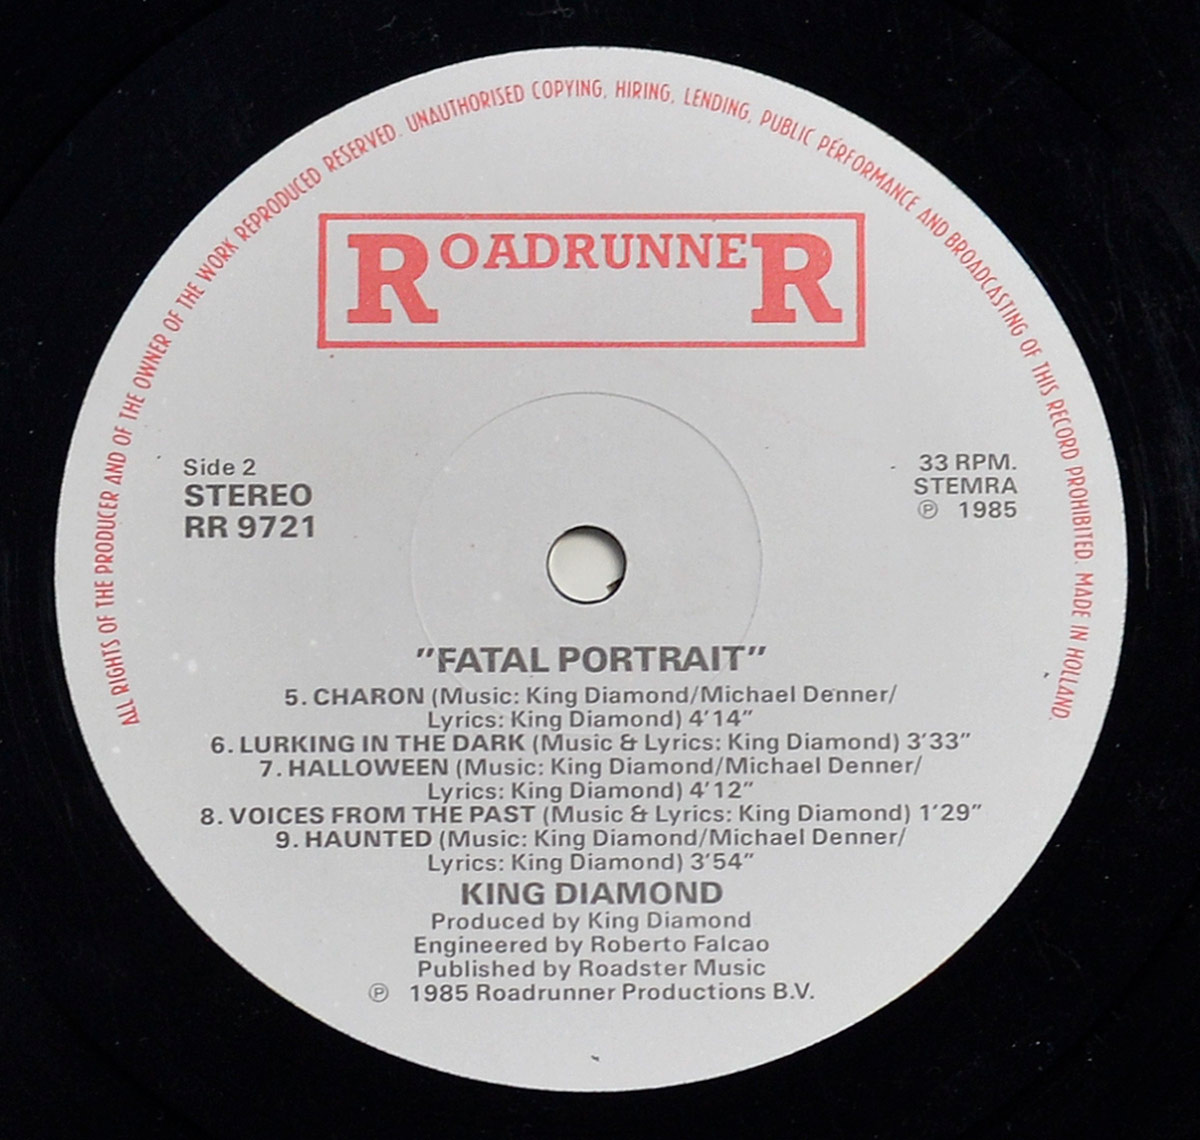 ALL RIGHTS OF THE PRODUCER AND OF THE OWNER OF THE WORK REPRODUCED RESERVED. UNAUTHORISED COPYING, HIRING, LENDING, PUBLIC PERFORMANCE AND BROADCASTING OF THIS RECORD PROHIBITED. MADE IN HOLLAND.
ROADRUNNER
Side 2
STEREO
RR 9721
33 RPM.
STEMRA
℗ 1985
"FATAL PORTRAIT"
5. CHARON (Music: King Diamond/Michael Denner/
Lyrics: King Diamond) 4'14"
6. LURKING IN THE DARK (Music & Lyrics: King Diamond) 3'33"
7. HALLOWEEN (Music: King Diamond/Michael Denner/
Lyrics: King Diamond) 4'12"
8. VOICES FROM THE PAST (Music & Lyrics: King Diamond) 1'29"
9. HAUNTED (Music: King Diamond/Michael Denner/
Lyrics: King Diamond) 3'54"
KING DIAMOND
Produced by King Diamond
Engineered by Roberto Falcao
Published by Roadster Music
℗ 1985 Roadrunner Productions B.V.